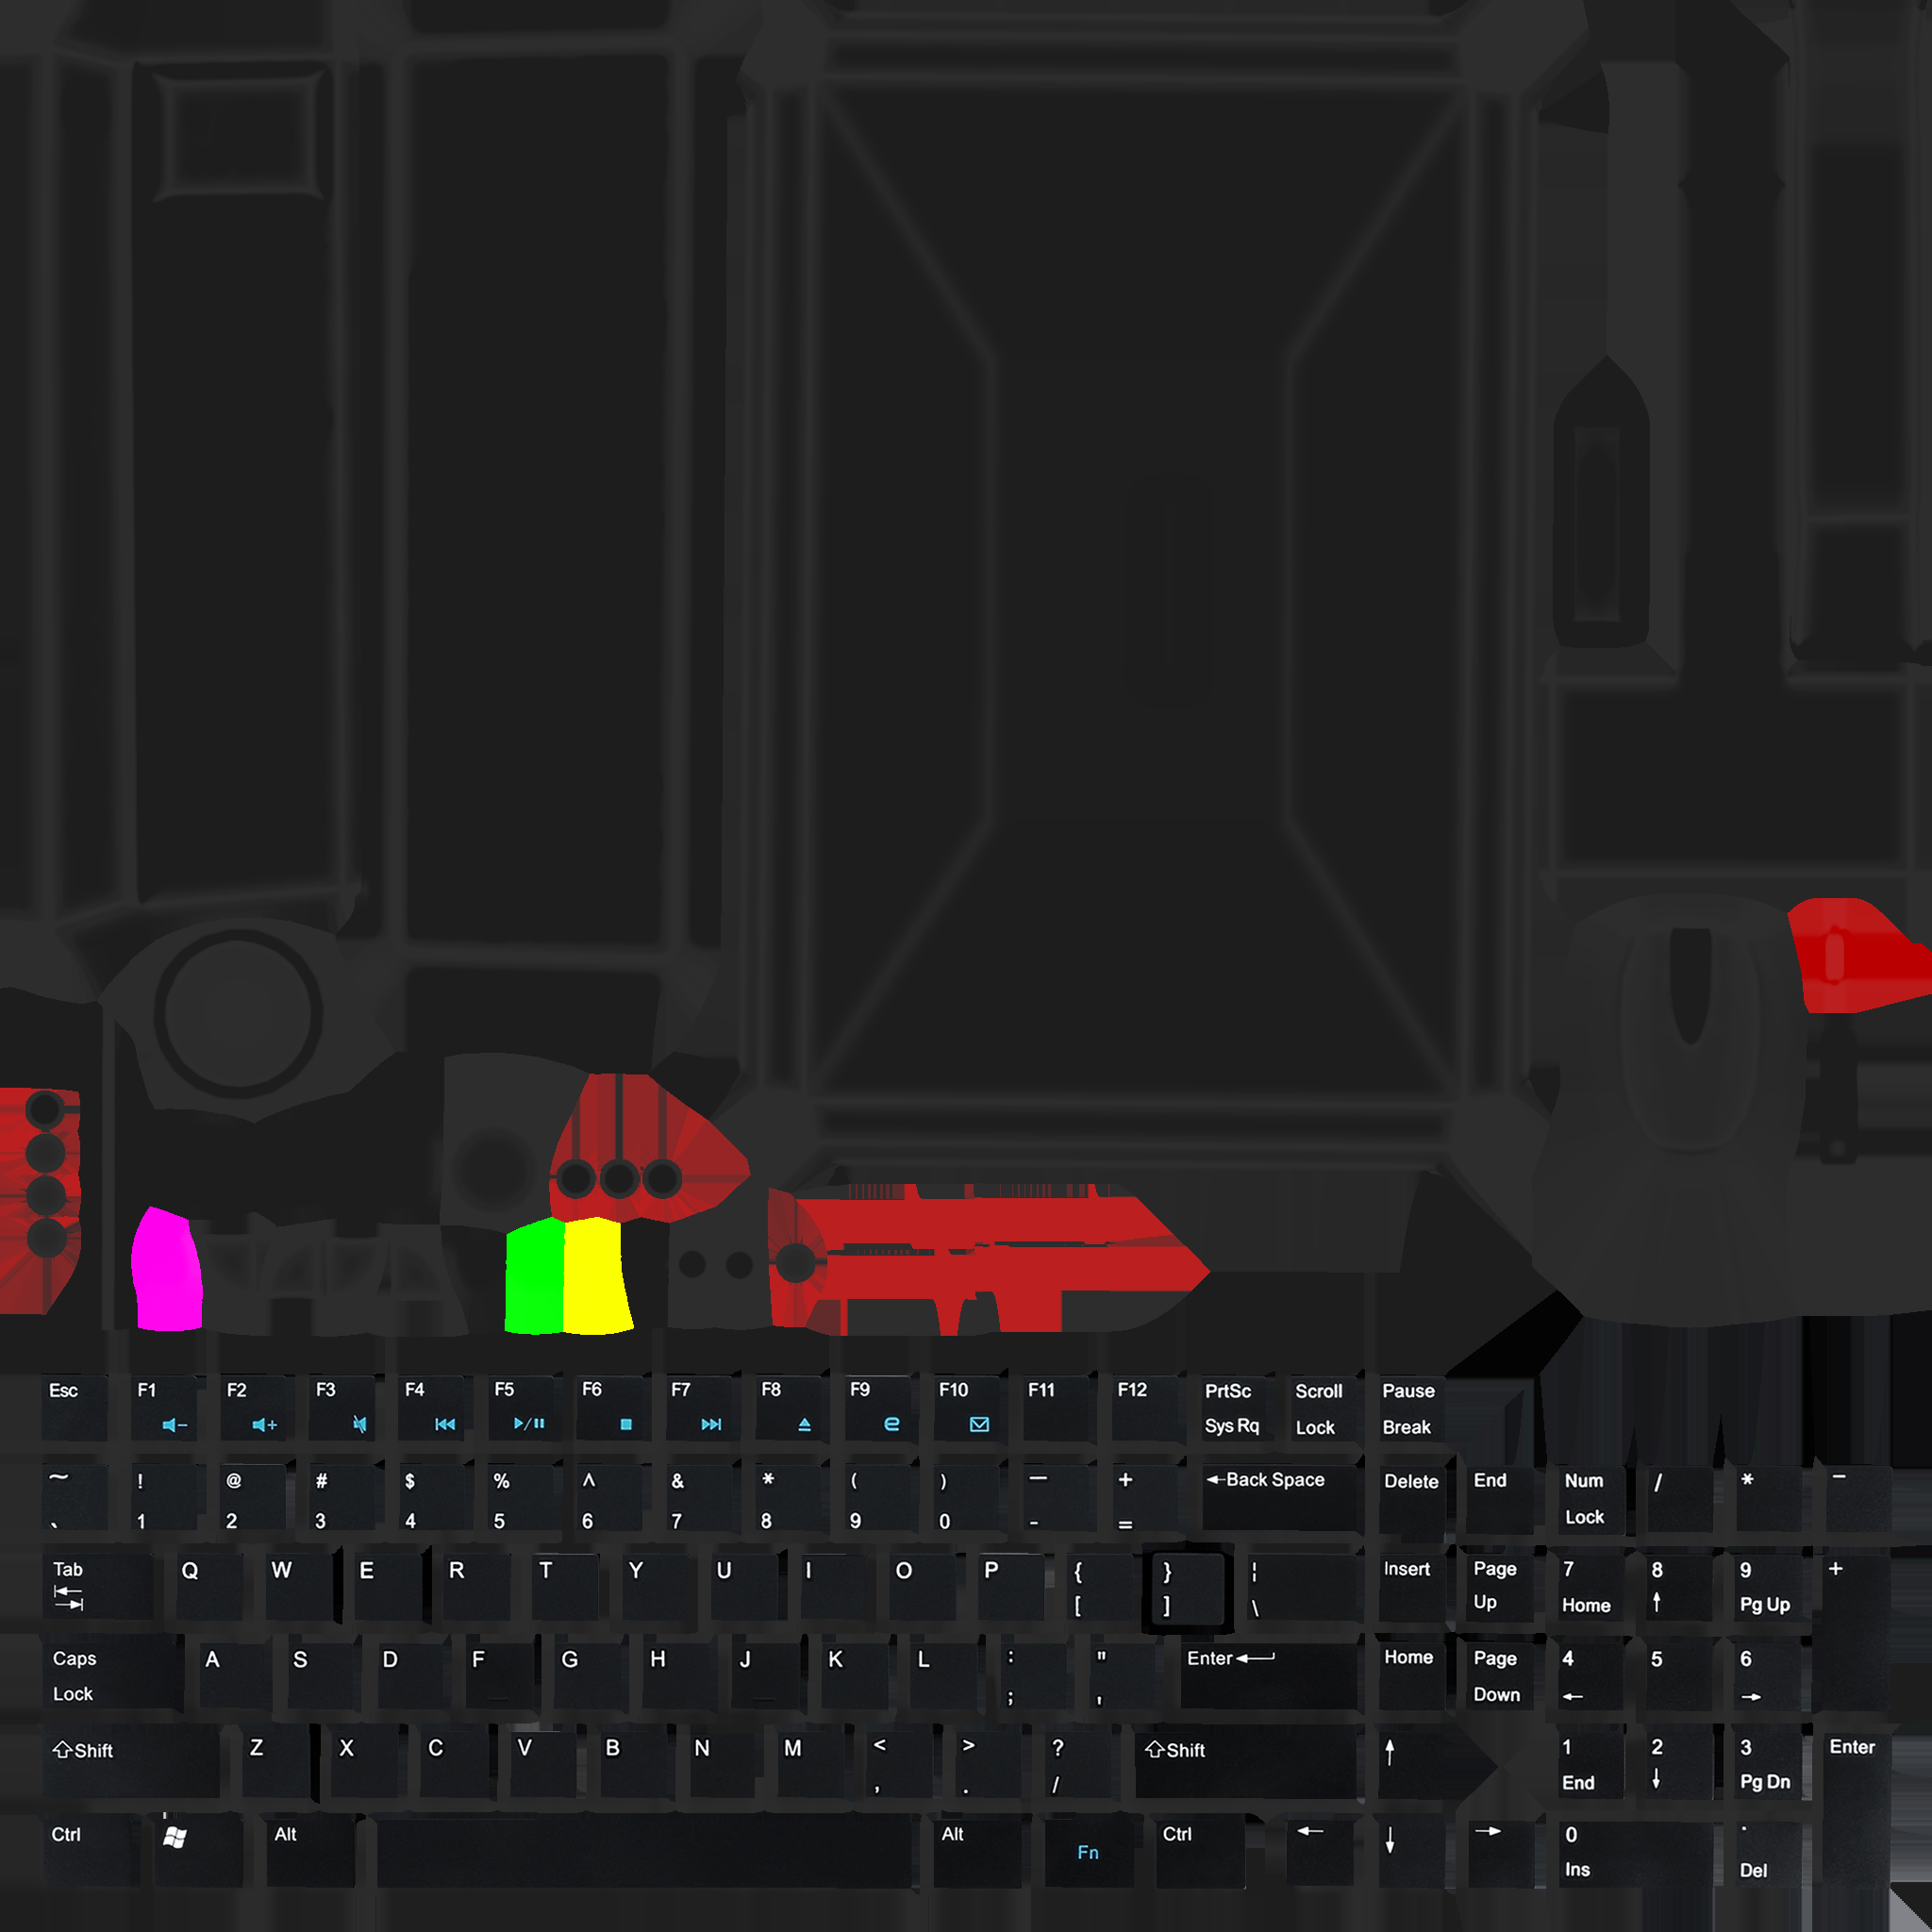 Esc F1 F2 F3 F4 F5 F6 F7 F8 F9 F10 F11 F12 PrtSc Scroll Pause
Sys Rq Lock Break
~ ! @ # $ % ^ & * ( ) — + ←Back Space Delete End Num / * −
` 1 2 3 4 5 6 7 8 9 0 - = Lock
Tab Q W E R T Y U I O P { } ¦ Insert Page 7 8 9 +
[ ] \ Up Home ↑ Pg Up
Caps A S D F G H J K L : " Enter Home Page 4 5 6
Lock ; ' Down ← →
Shift Z X C V B N M < > ? Shift ↑ 1 2 3 Enter
, . / End ↓ Pg Dn
Ctrl Alt Alt Fn Ctrl ← ↓ → 0 .
Ins Del